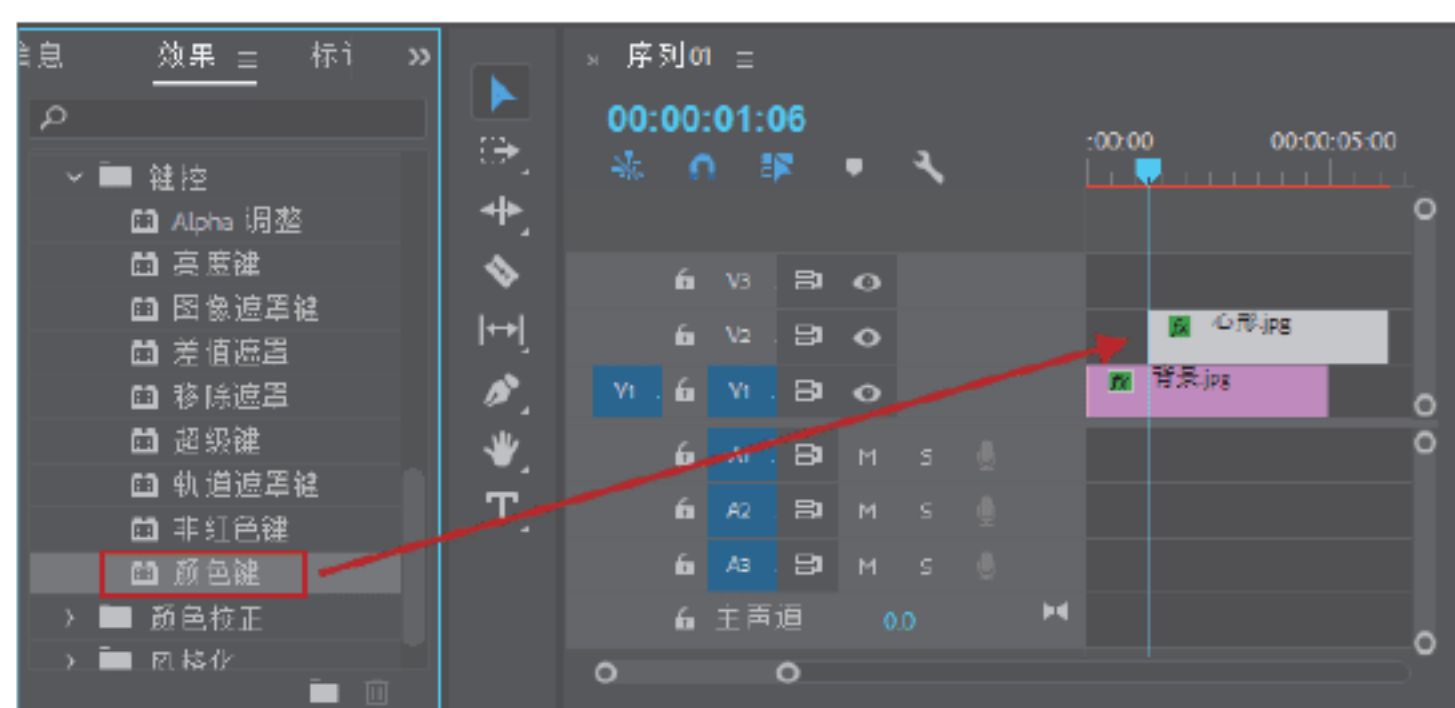 信息 效果 标记
键控
Alpha 调整
亮度键
图像遮罩键
差值遮罩
移除遮罩
超级键
轨道遮罩键
非红色键
颜色键
颜色校正
风格化
序列01
00:00:01:06
:00:00 00:00:05:00
V3
V2
心形.jpg
V1 V1
背景.jpg
A1 M S
A2 M S
A3 M S
主声道 0.0